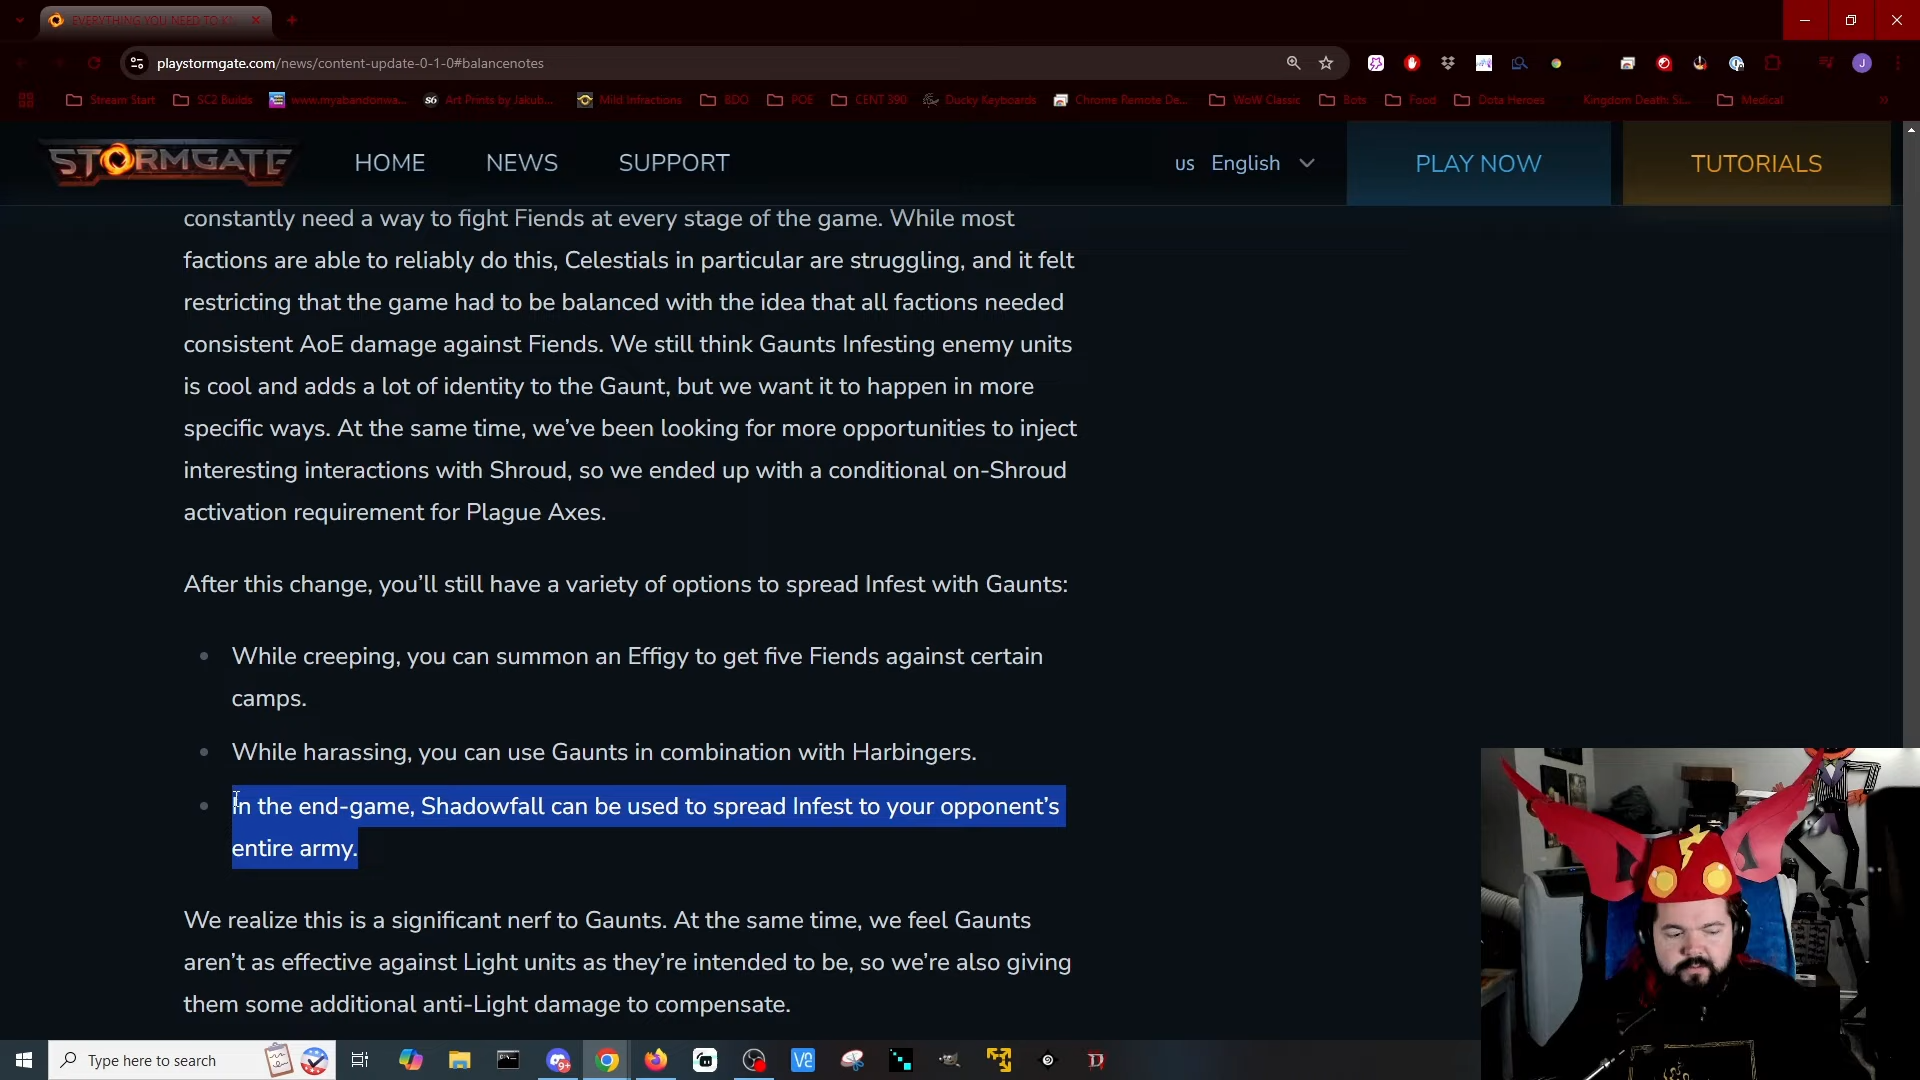 EVERYTHING YOU NEED TO K
playstormgate.com/news/content-update-0-1-0#balancenotes
J
Stream Start
SC2 Builds
www.myabandonwa...
Art Prints by Jakub...
Mild Infractions
BDO
POE
CENT 390
Ducky Keyboards
Chrome Remote De...
WoW Classic
Bots
Food
Dota Heroes
Kingdom Death: Si...
Medical
STORMGATE
HOME
NEWS
SUPPORT
us English
PLAY NOW
TUTORIALS
constantly need a way to fight Fiends at every stage of the game. While most
factions are able to reliably do this, Celestials in particular are struggling, and it felt
restricting that the game had to be balanced with the idea that all factions needed
consistent AoE damage against Fiends. We still think Gaunts Infesting enemy units
is cool and adds a lot of identity to the Gaunt, but we want it to happen in more
specific ways. At the same time, we’ve been looking for more opportunities to inject
interesting interactions with Shroud, so we ended up with a conditional on-Shroud
activation requirement for Plague Axes.
After this change, you’ll still have a variety of options to spread Infest with Gaunts:
While creeping, you can summon an Effigy to get five Fiends against certain
camps.
While harassing, you can use Gaunts in combination with Harbingers.
In the end-game, Shadowfall can be used to spread Infest to your opponent’s
entire army.
We realize this is a significant nerf to Gaunts. At the same time, we feel Gaunts
aren’t as effective against Light units as they’re intended to be, so we’re also giving
them some additional anti-Light damage to compensate.
Type here to search